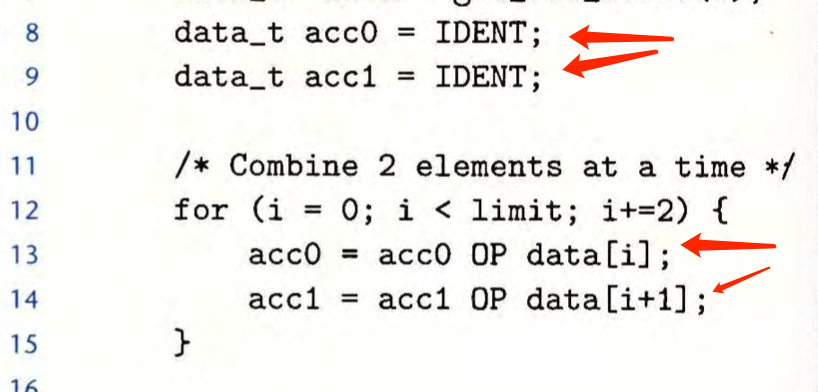 8 data_t acc0 = IDENT;
9 data_t acc1 = IDENT;
10
11 /* Combine 2 elements at a time */
12 for (i = 0; i < limit; i+=2) {
13 acc0 = acc0 OP data[i];
14 acc1 = acc1 OP data[i+1];
15 }
16